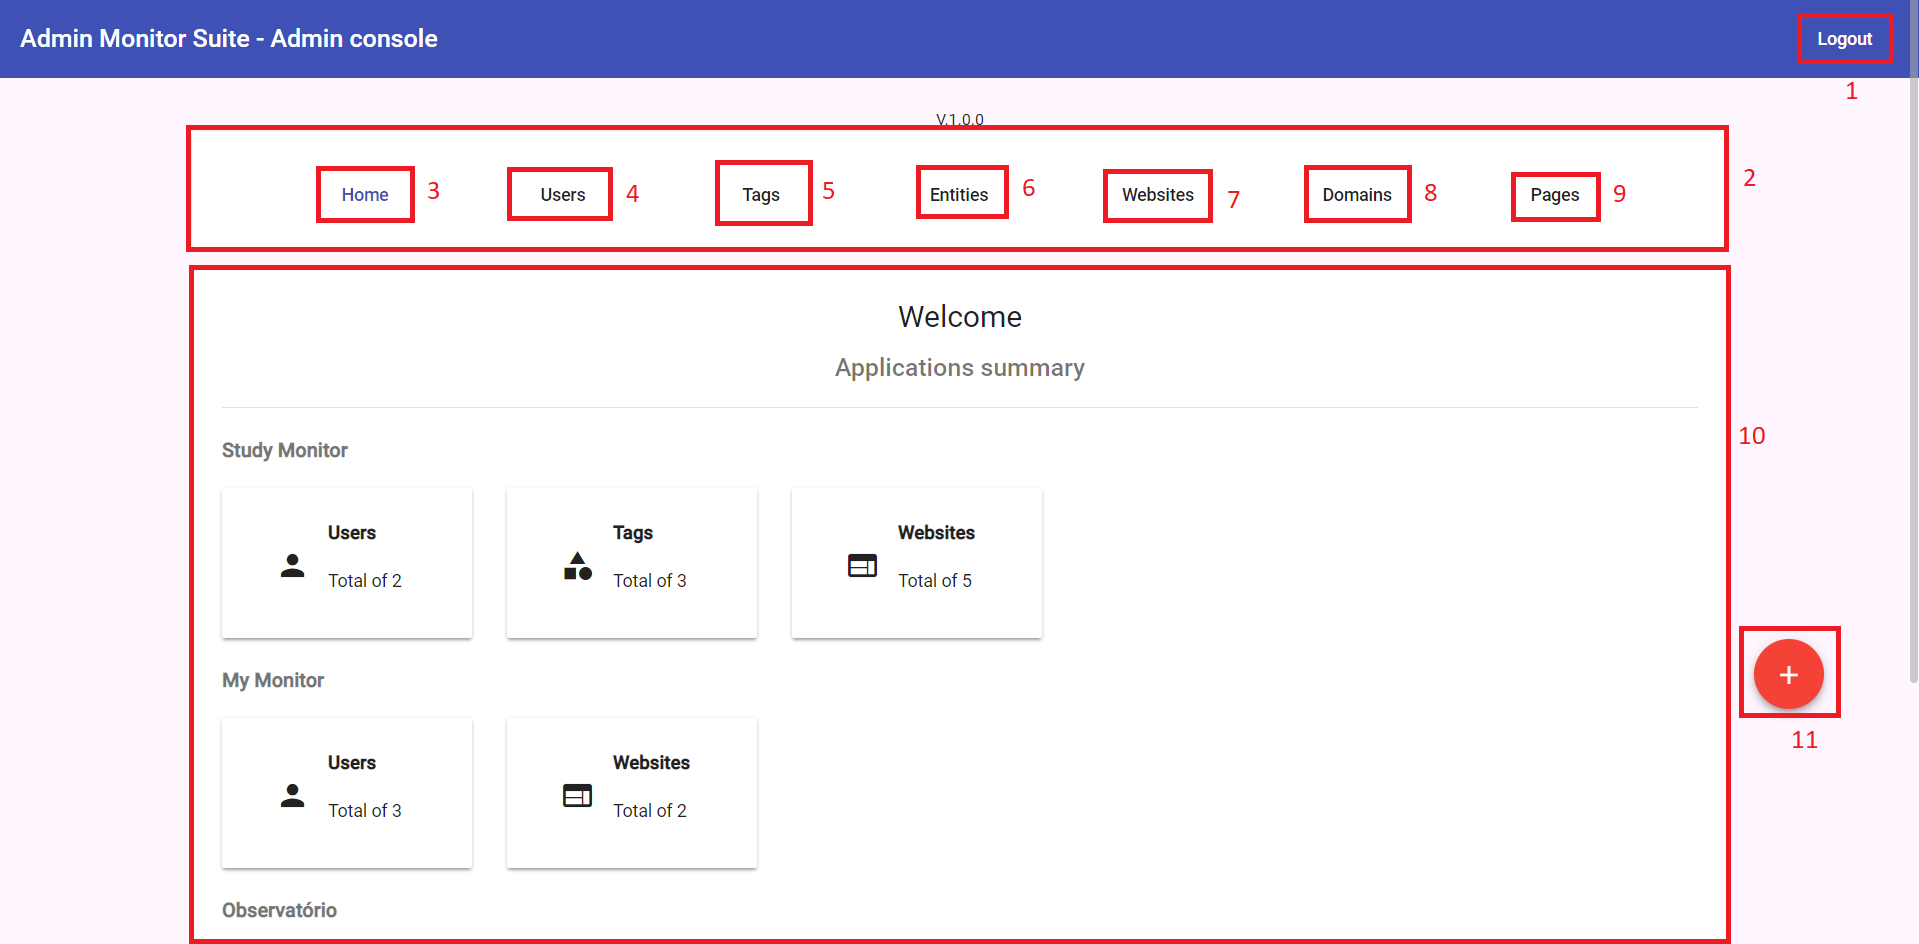 Admin Monitor Suite - Admin console
Logout
1
V.1.0.0
2
Home 3 Users 4 Tags 5 Entities 6 Websites 7 Domains 8 Pages 9
Welcome
Applications summary
10
Study Monitor
Users
Total of 2
Tags
Total of 3
Websites
Total of 5
+
11
My Monitor
Users
Total of 3
Websites
Total of 2
Observatório